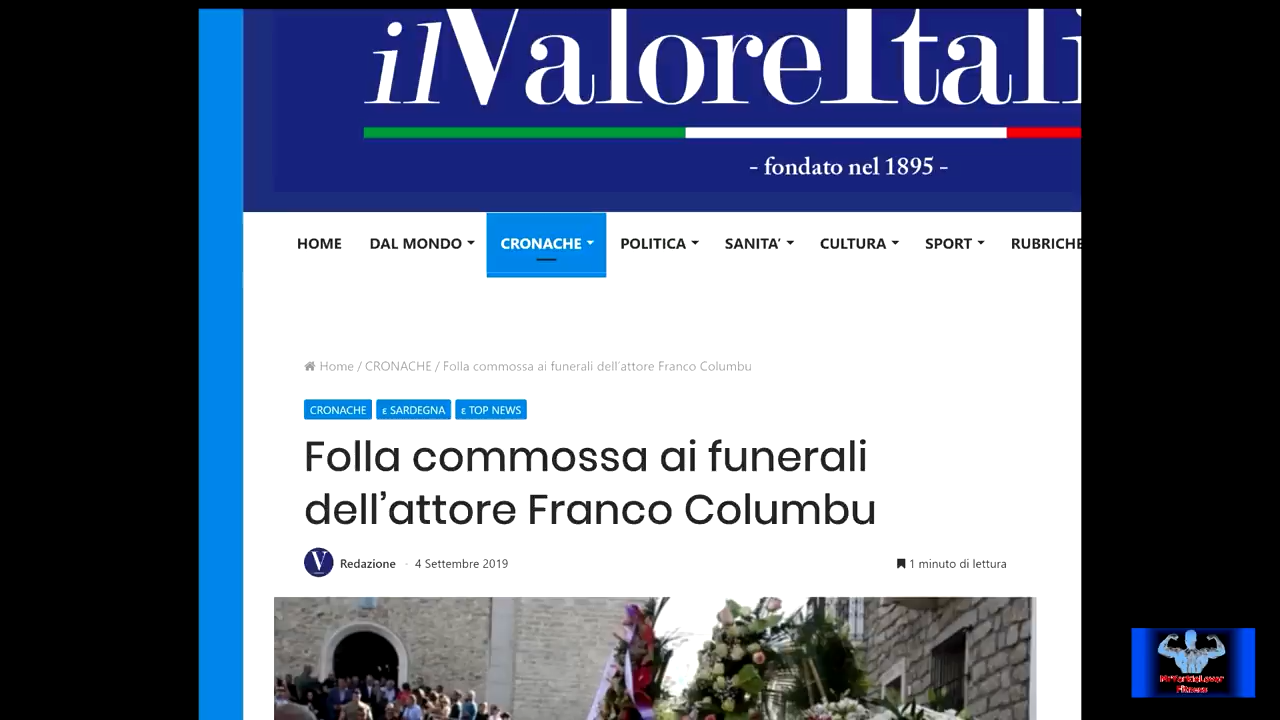 ilValoreItali
- fondato nel 1895 -
HOME DAL MONDO CRONACHE POLITICA SANITA' CULTURA SPORT RUBRICHE
Home / CRONACHE / Folla commossa ai funerali dell'attore Franco Columbu
CRONACHE ε SARDEGNA ε TOP NEWS
Folla commossa ai funerali
dell'attore Franco Columbu
V Redazione · 4 Settembre 2019 1 minuto di lettura
Fitness